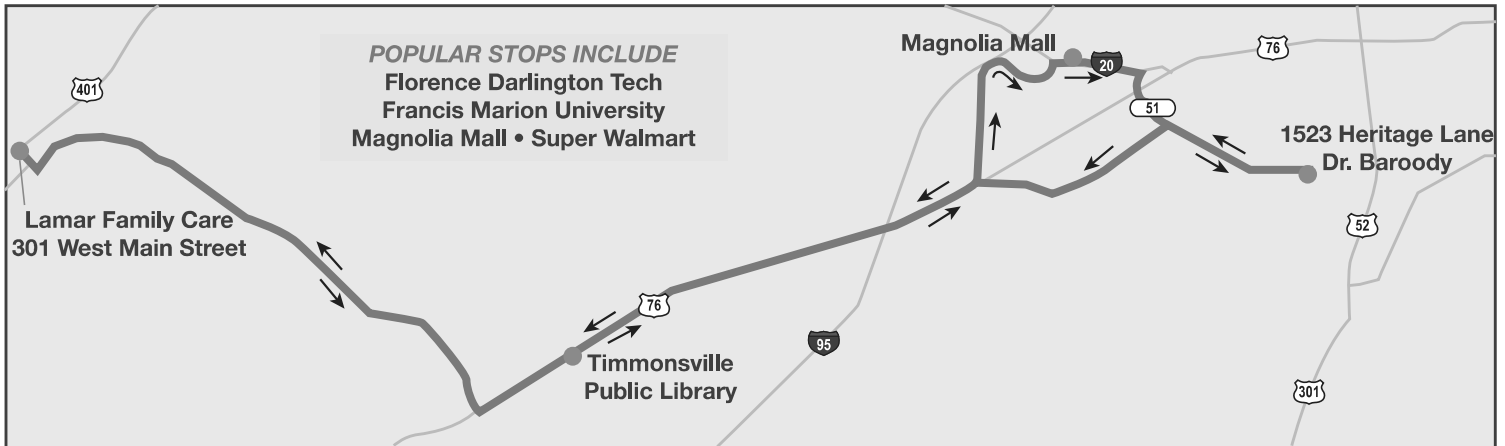 POPULAR STOPS INCLUDE
Florence Darlington Tech
Francis Marion University
Magnolia Mall • Super Walmart
Magnolia Mall
20
76
401
51
1523 Heritage Lane
Dr. Baroody
Lamar Family Care
301 West Main Street
52
76
95
Timmonsville
Public Library
301